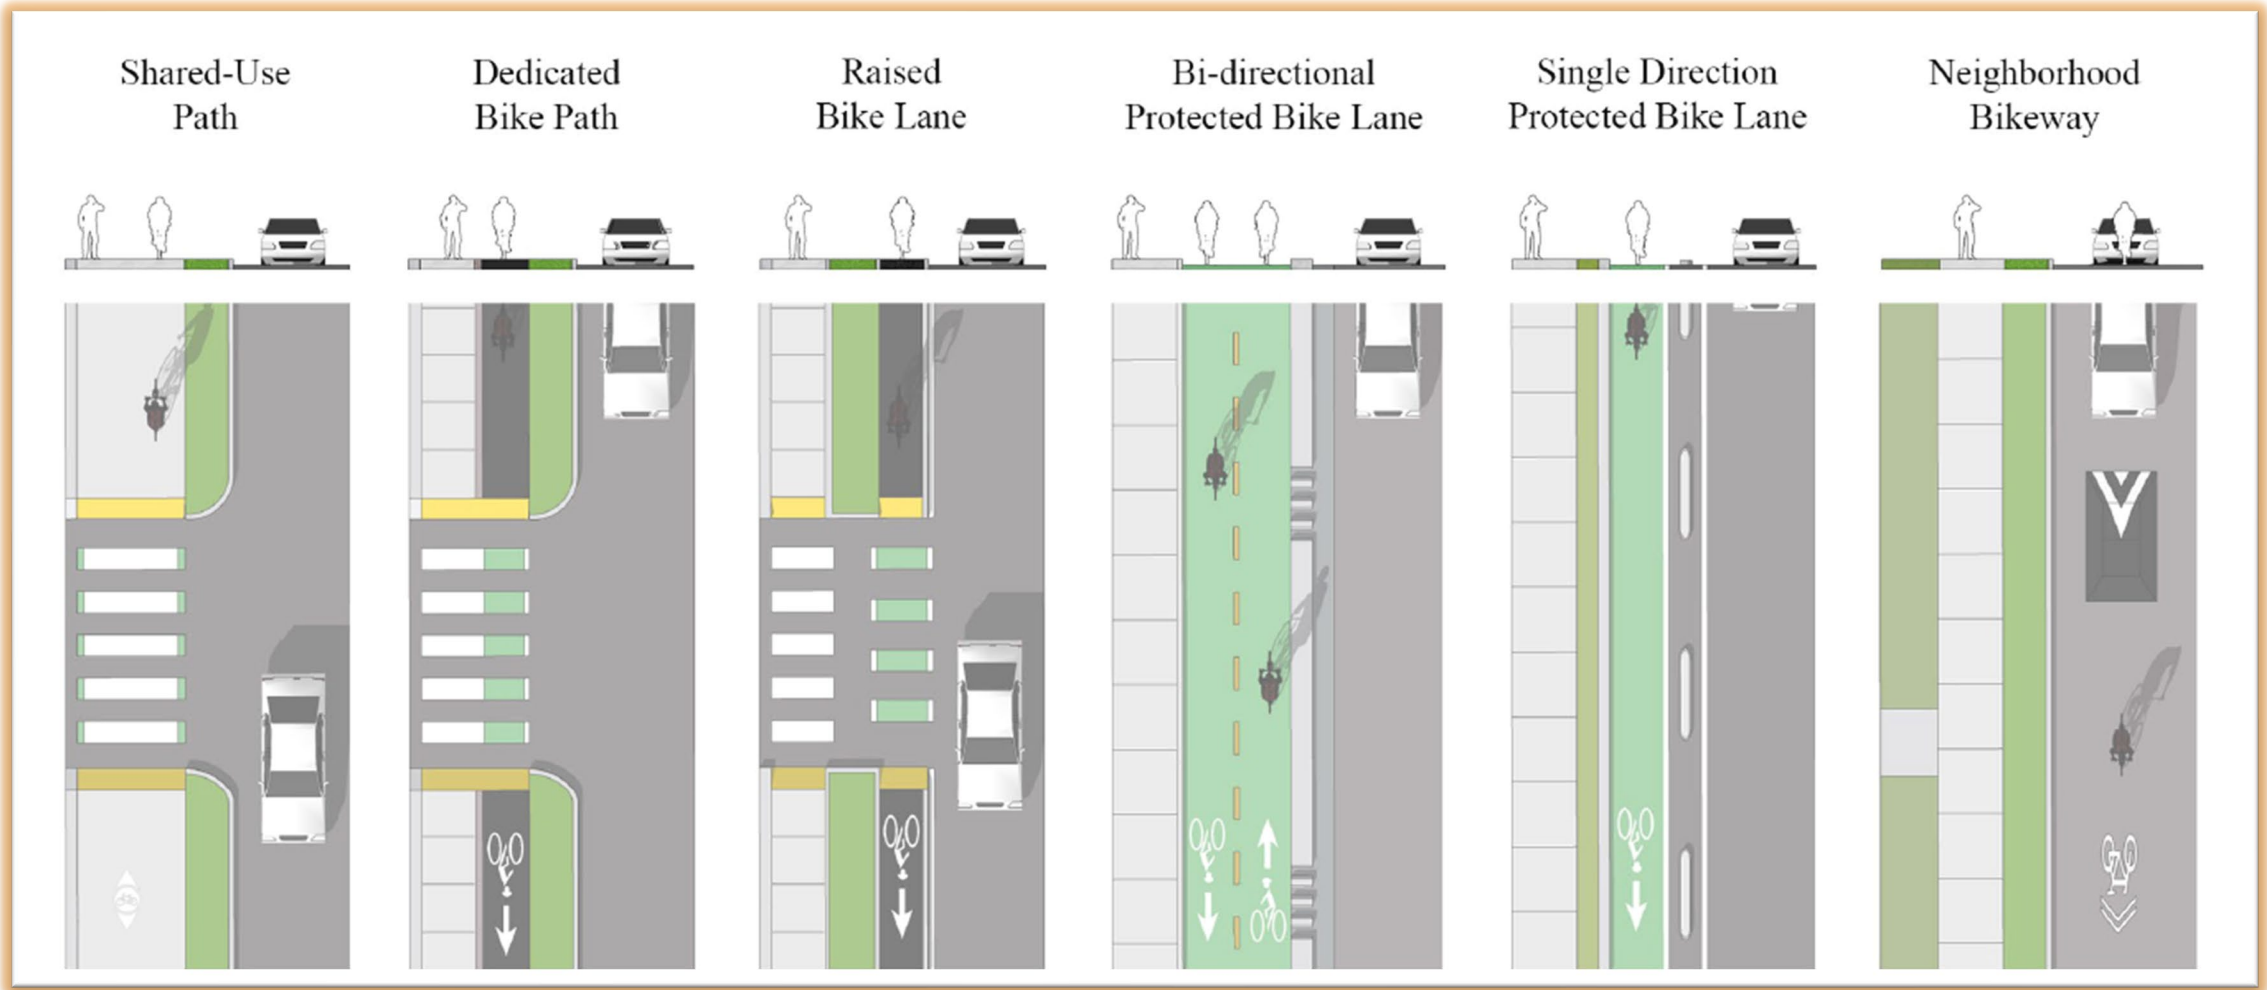 Shared-Use
Path
Dedicated
Bike Path
Raised
Bike Lane
Bi-directional
Protected Bike Lane
Single Direction
Protected Bike Lane
Neighborhood
Bikeway